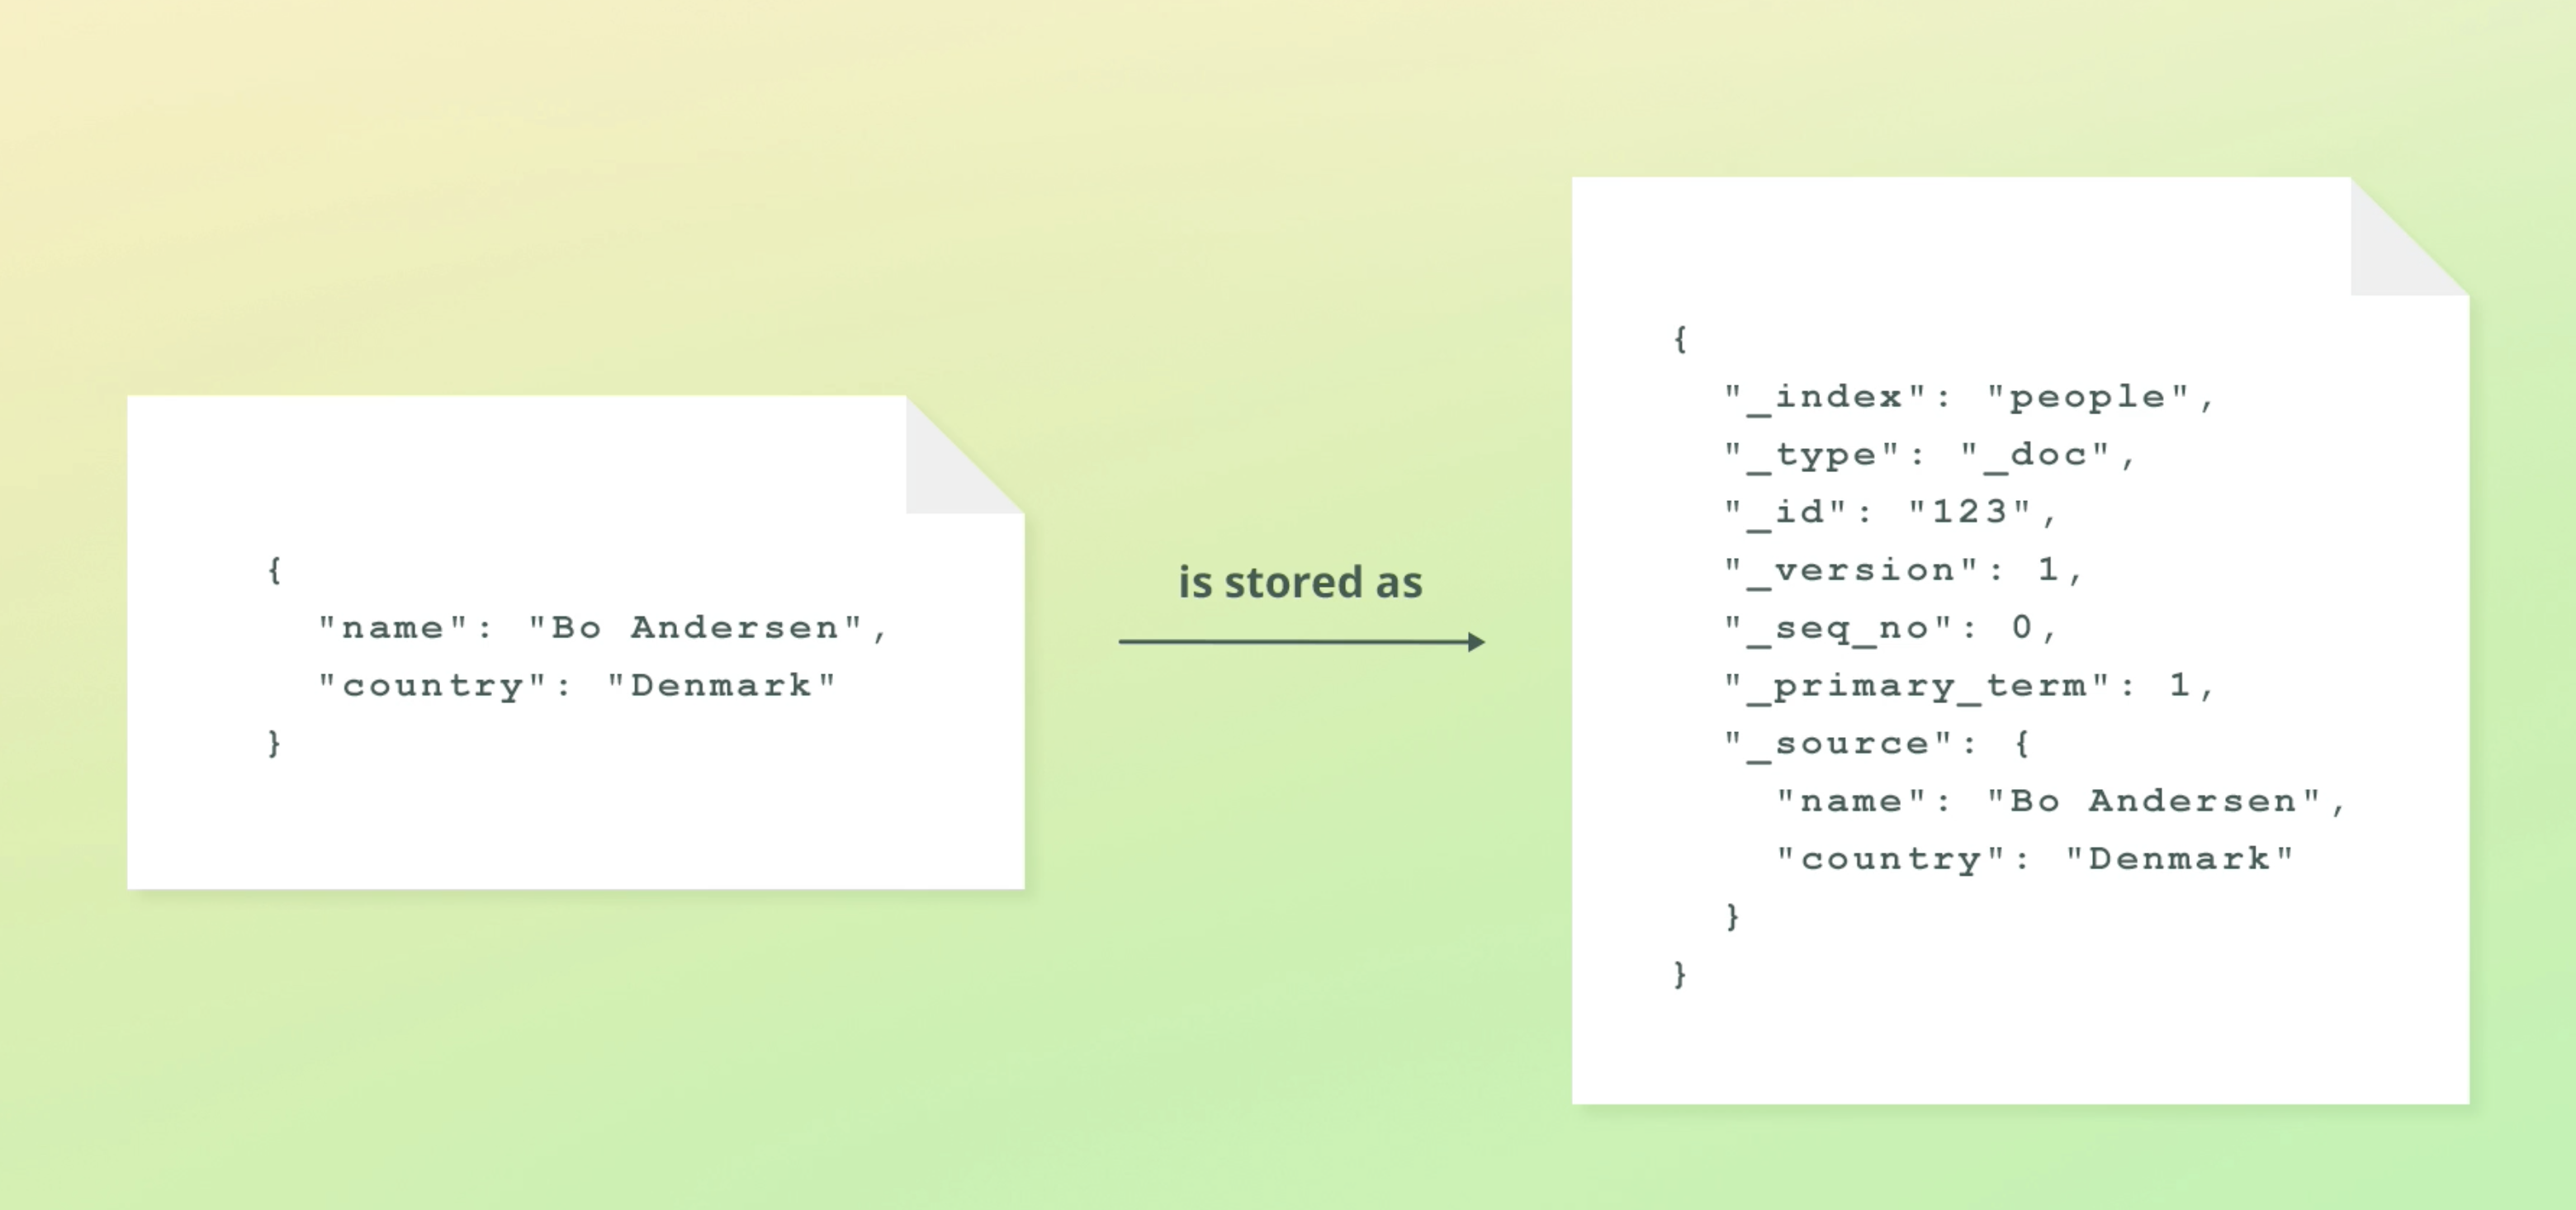 {
"name": "Bo Andersen",
"country": "Denmark"
}
is stored as
{
"_index": "people",
"_type": "_doc",
"_id": "123",
"_version": 1,
"_seq_no": 0,
"_primary_term": 1,
"_source": {
"name": "Bo Andersen",
"country": "Denmark"
}
}